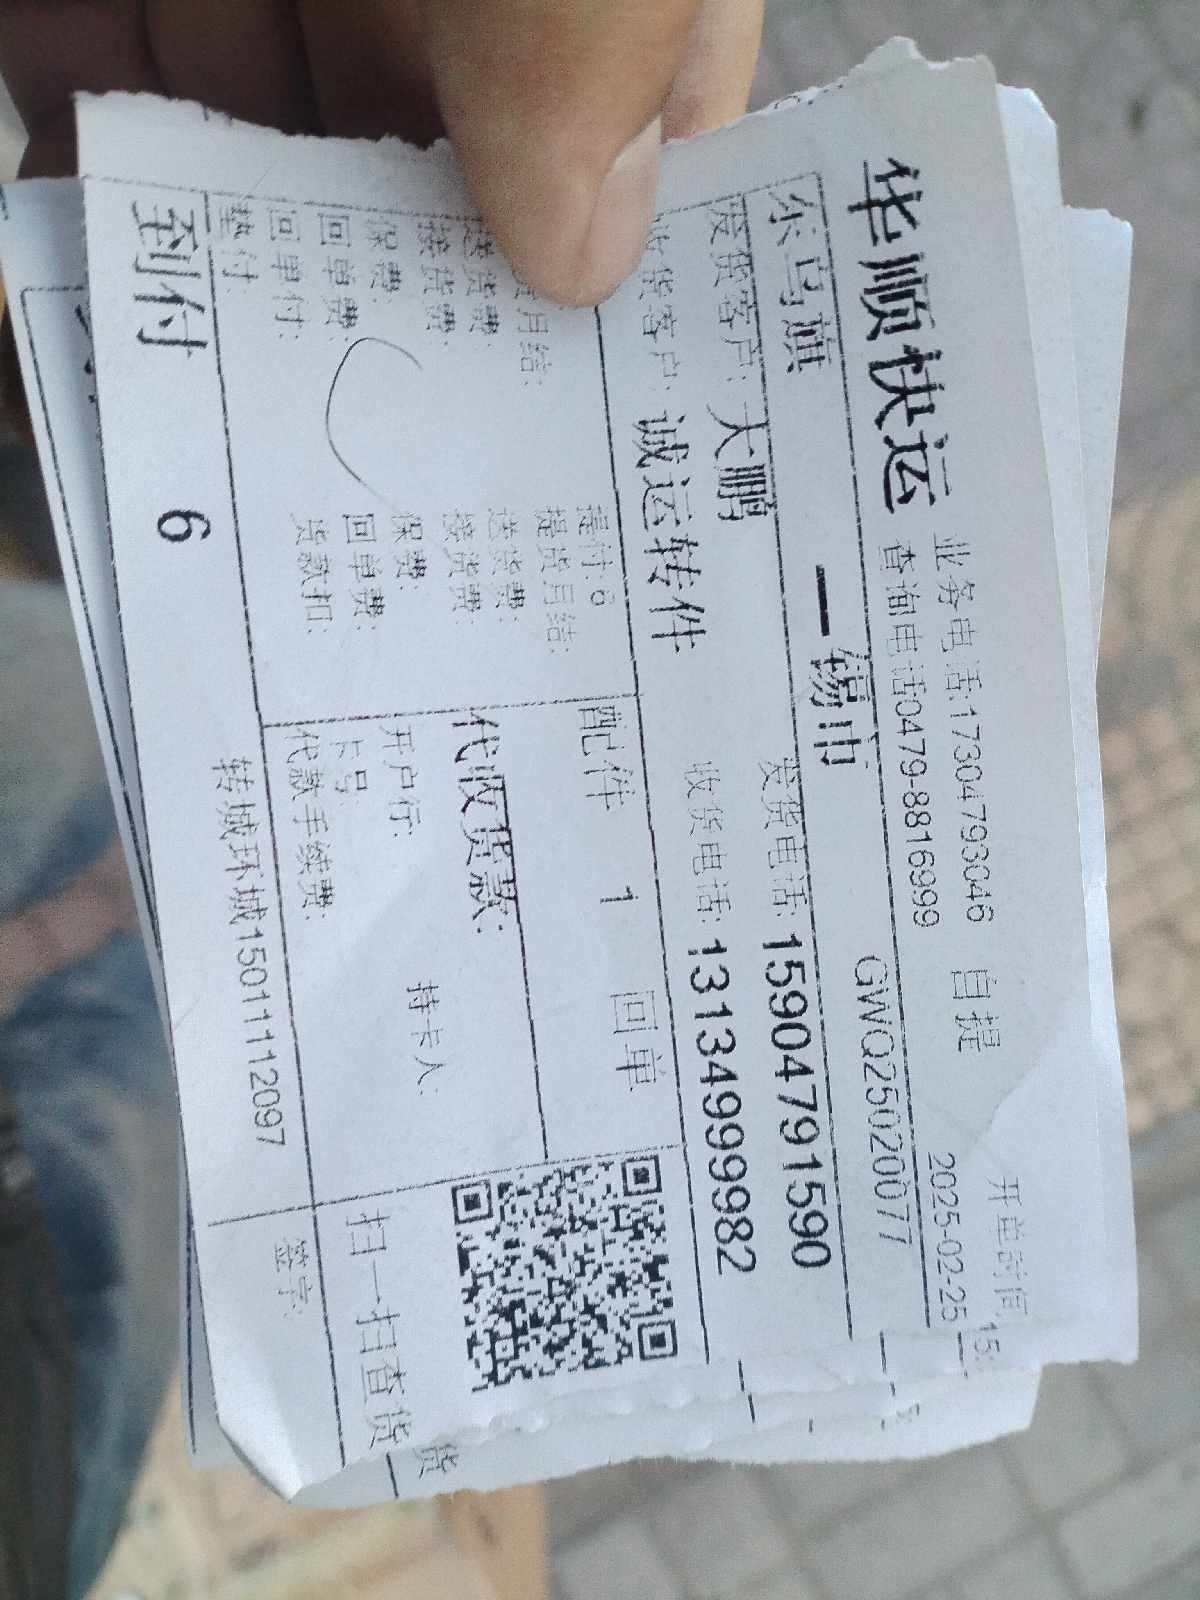 华顺快运
业务电话:17304793046 自提
查询电话0479-8816999
开单时间
2025-02-25 15:
东乌旗 — 锡市 GWQ25020077
发货客户: 大鹏 发货电话: 15904791590
收货客户: 诚运转件 收货电话: 13134999982
提付: 6 配件 1 回单
货月结: 提货月结:
送货费: 送货费: 代收货款:
接货费: 接货费:
保费: 保费: 开户行: 持卡人:
回单费: 回单费: 卡号:
回单付: 货款扣: 代款手续费:
垫付:
扫一扫查货
到付 6 转城环城15011112097 签字:
货